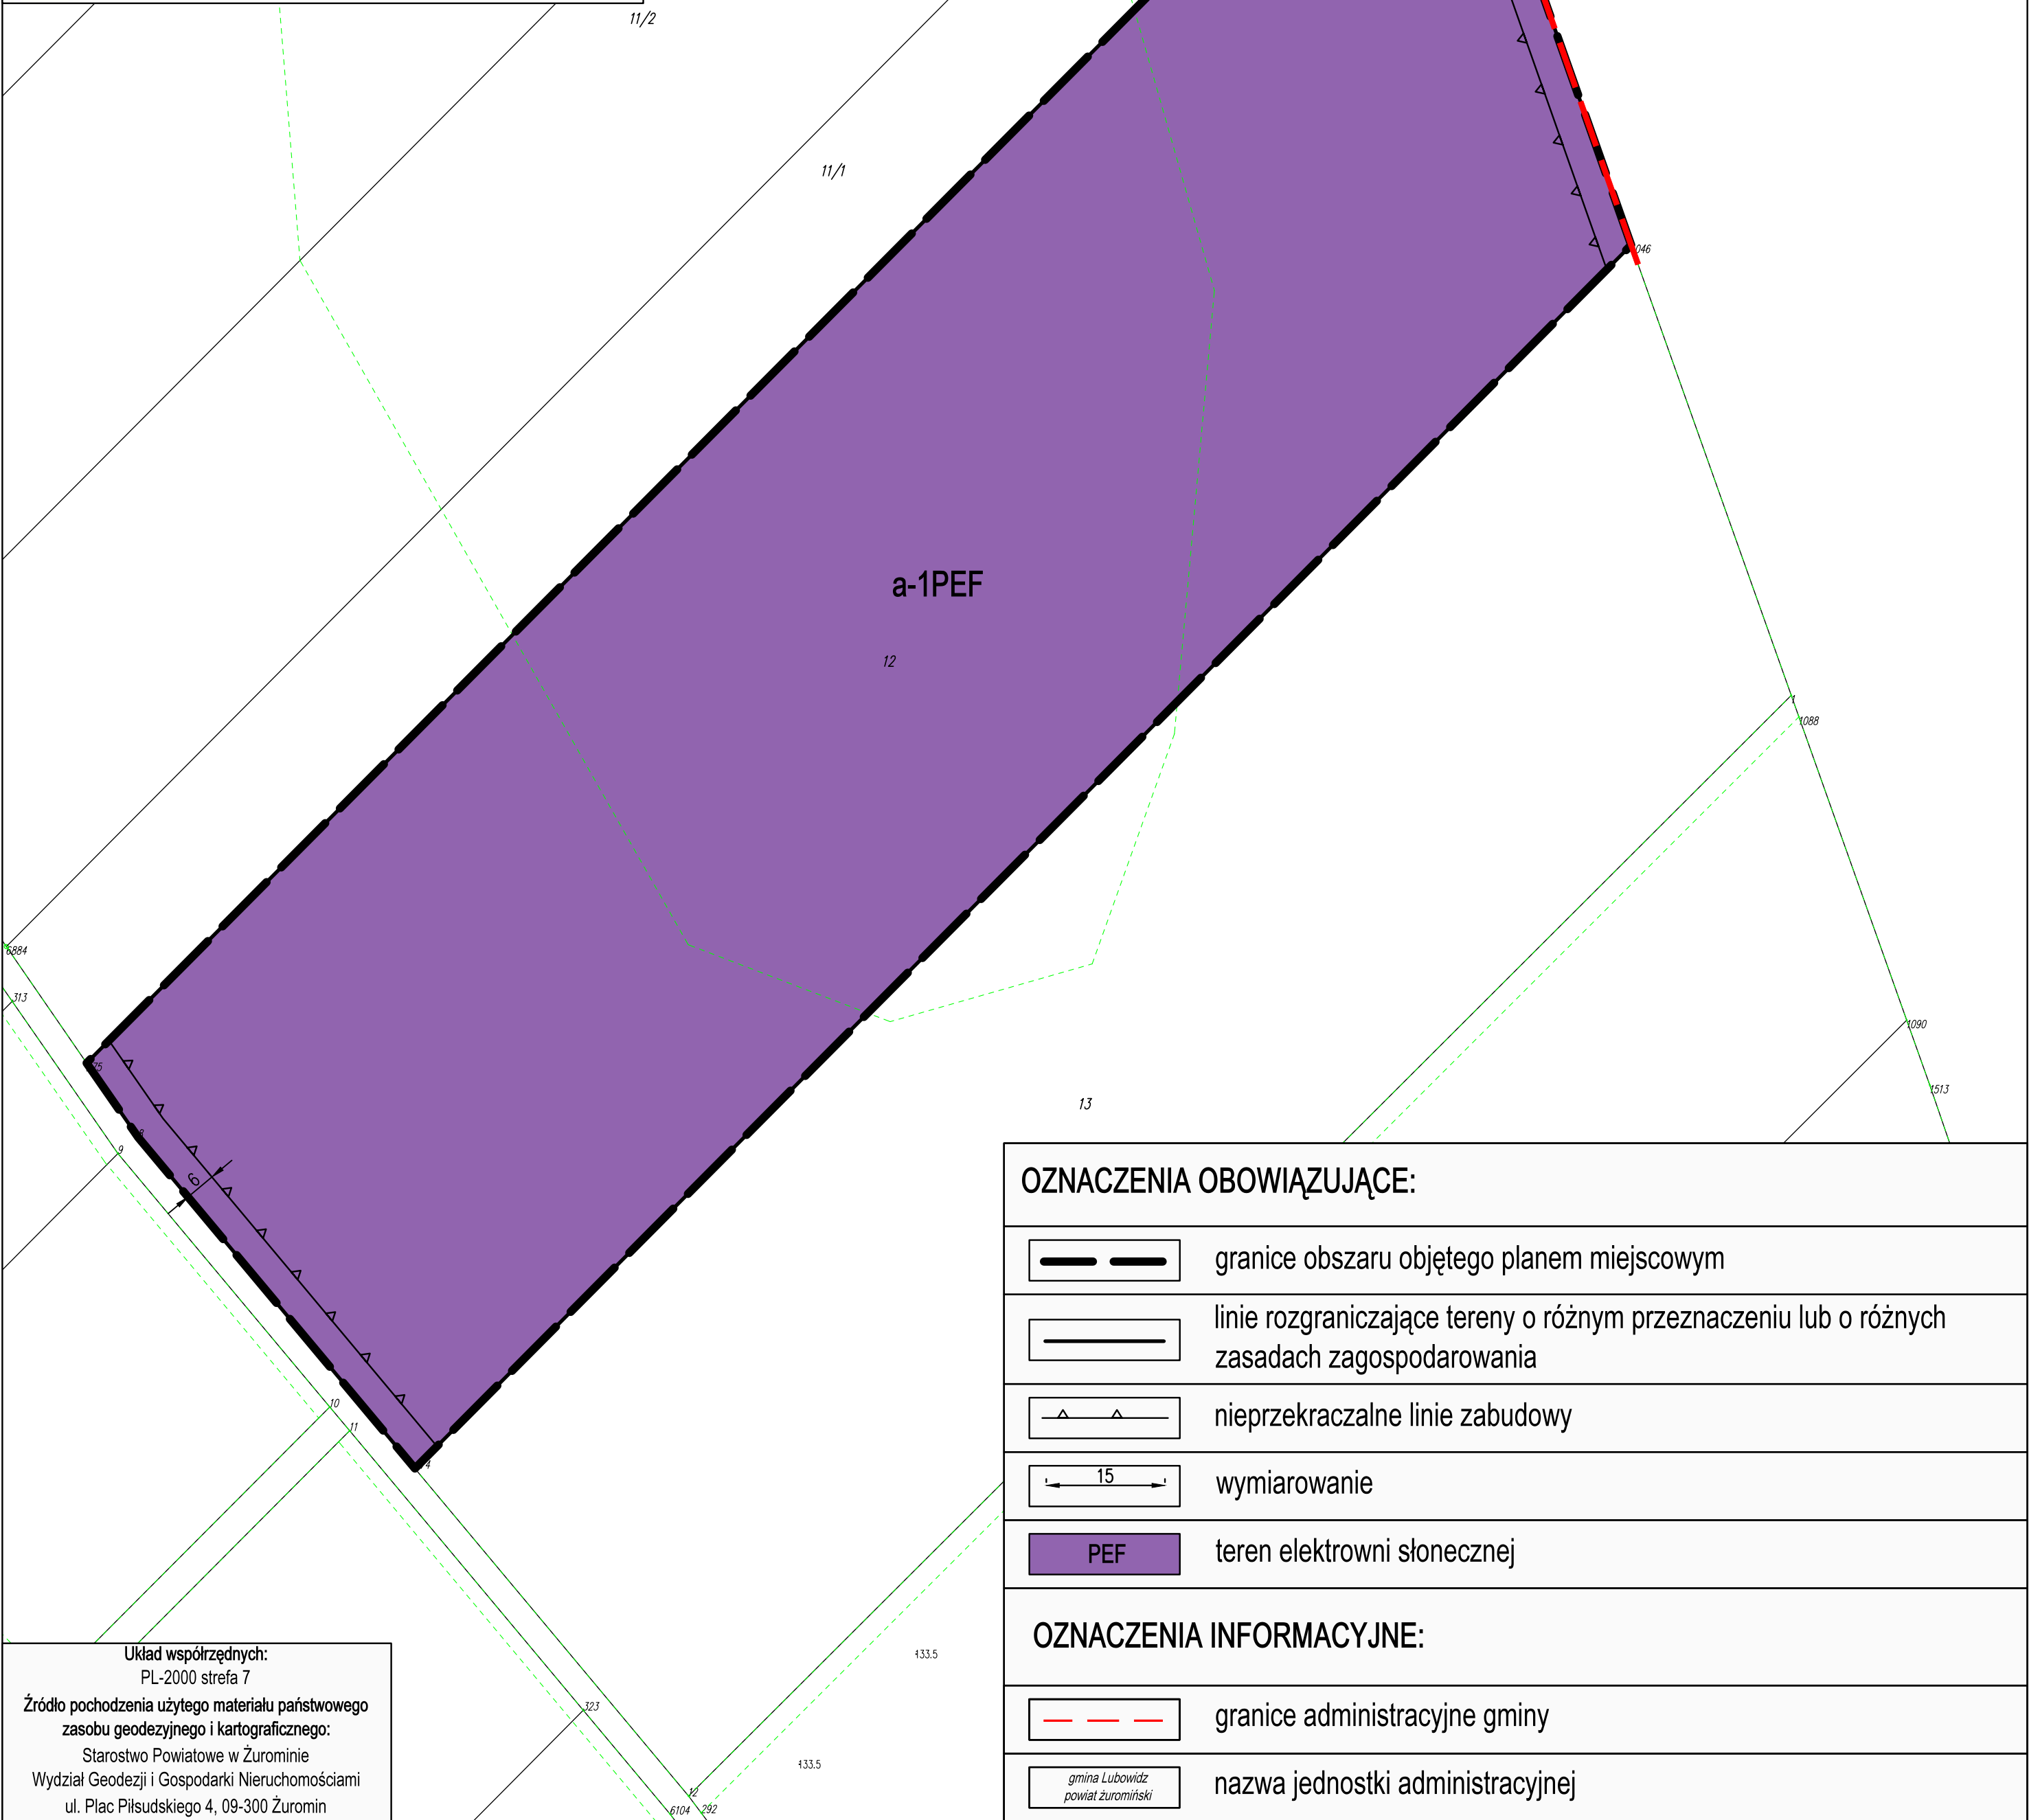 11/2
11/1
046
a-1PEF
12
1
1088
6884
313
1090
1513
13
9
6
10
11
323
12
6104
292
133.5
133.5
OZNACZENIA OBOWIĄZUJĄCE:
granice obszaru objętego planem miejscowym
linie rozgraniczające tereny o różnym przeznaczeniu lub o różnych
zasadach zagospodarowania
nieprzekraczalne linie zabudowy
15
wymiarowanie
PEF
teren elektrowni słonecznej
OZNACZENIA INFORMACYJNE:
granice administracyjne gminy
gmina Lubowidz
powiat żuromiński
nazwa jednostki administracyjnej
Układ współrzędnych:
PL-2000 strefa 7
Źródło pochodzenia użytego materiału państwowego
zasobu geodezyjnego i kartograficznego:
Starostwo Powiatowe w Żurominie
Wydział Geodezji i Gospodarki Nieruchomościami
ul. Plac Piłsudskiego 4, 09-300 Żuromin